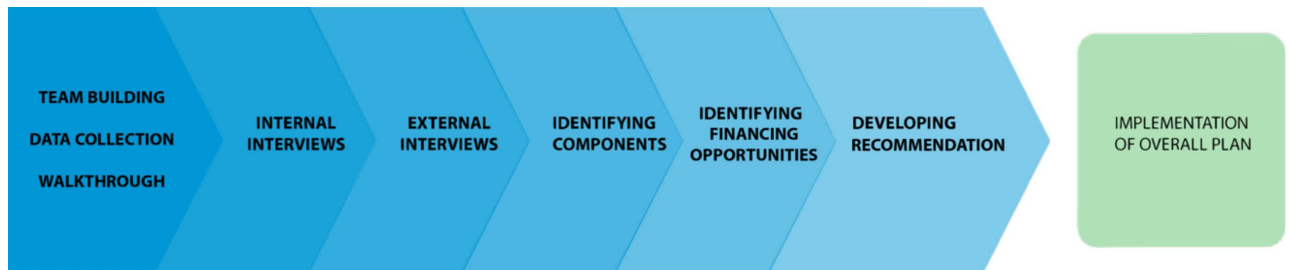 TEAM BUILDING
DATA COLLECTION
WALKTHROUGH
INTERNAL
INTERVIEWS
EXTERNAL
INTERVIEWS
IDENTIFYING
COMPONENTS
IDENTIFYING
FINANCING
OPPORTUNITIES
DEVELOPING
RECOMMENDATION
IMPLEMENTATION
OF OVERALL PLAN